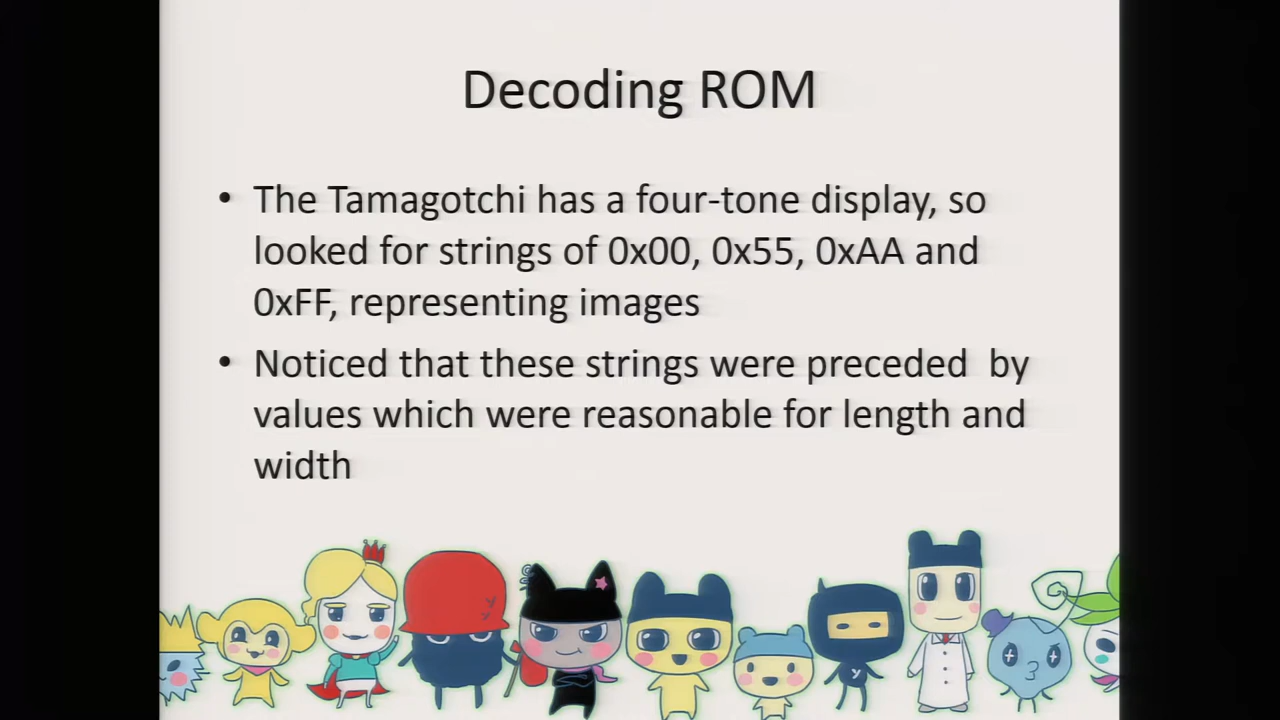 Decoding ROM
• The Tamagotchi has a four-tone display, so
looked for strings of 0x00, 0x55, 0xAA and
0xFF, representing images
• Noticed that these strings were preceded  by
values which were reasonable for length and
width